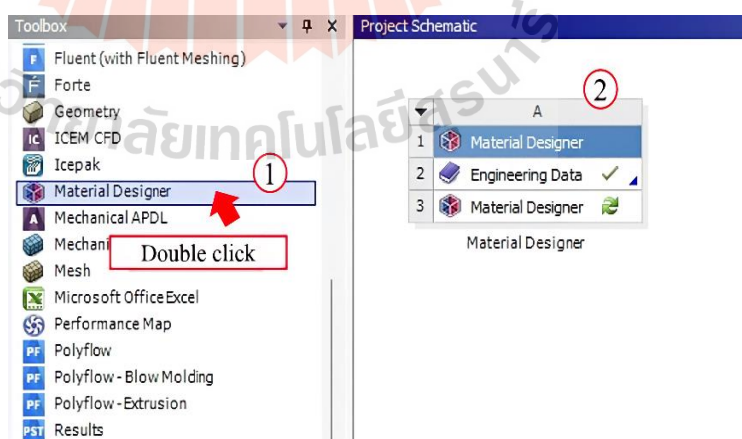 Toolbox
Fluent (with Fluent Meshing)
Forte
Geometry
ICEM CFD
Icepak
Material Designer
Mechanical APDL
Mechani
Mesh
Microsoft Office Excel
Performance Map
Polyflow
Polyflow - Blow Molding
Polyflow - Extrusion
Results
1
Double click
Project Schematic
2
A
1 Material Designer
2 Engineering Data
3 Material Designer
Material Designer